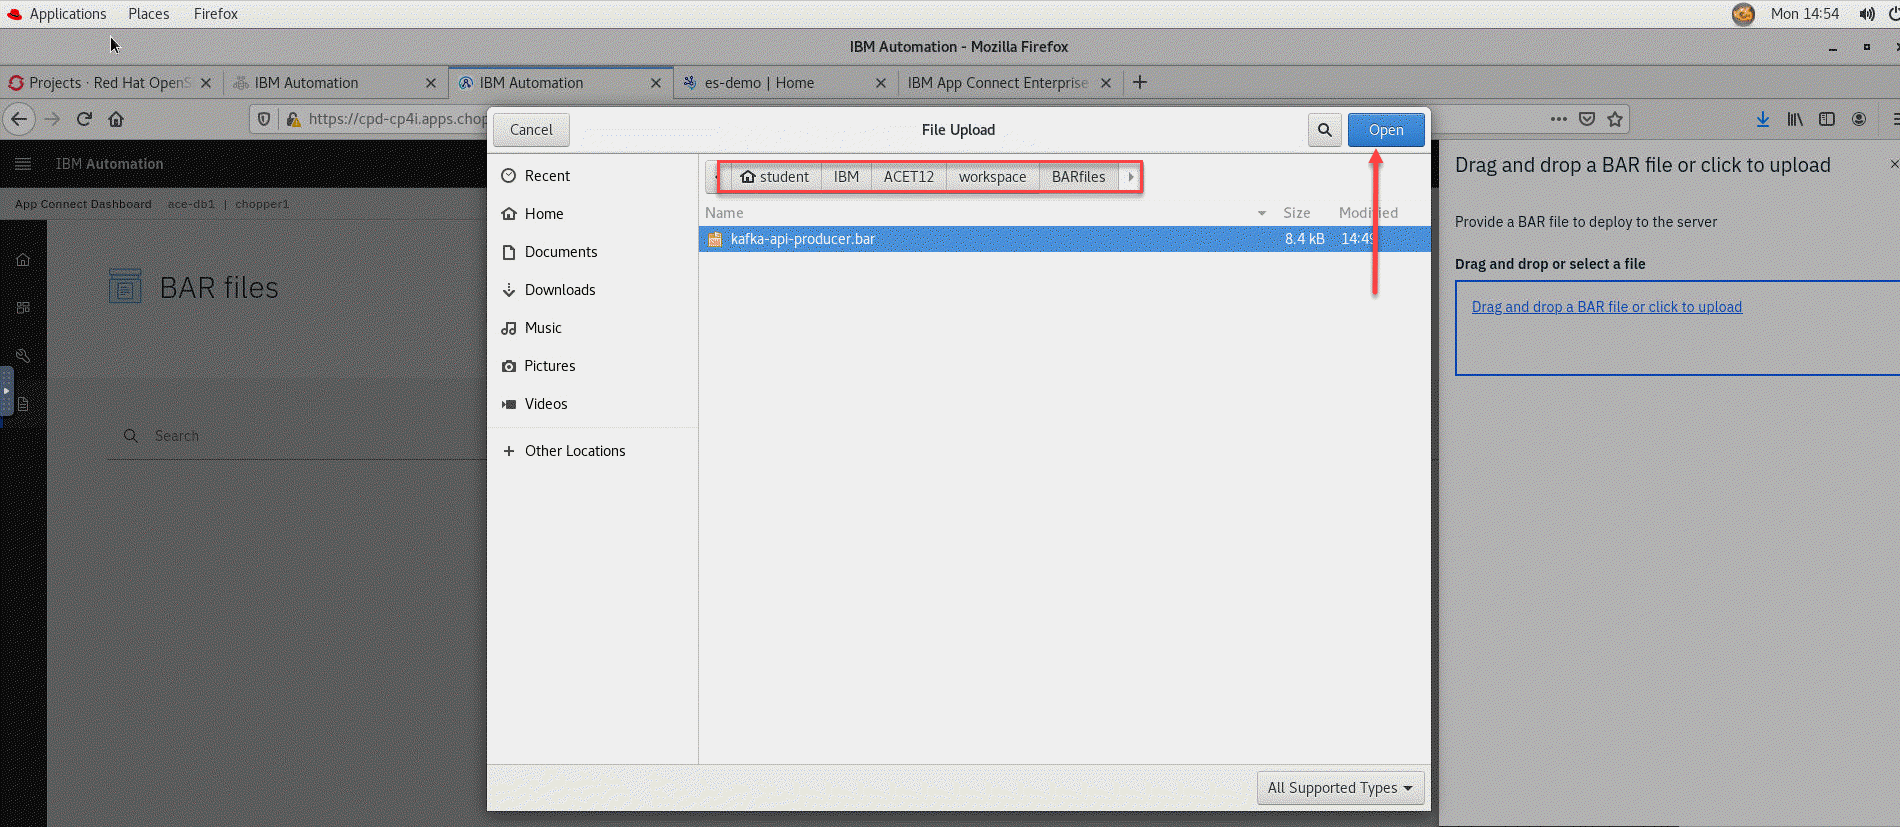 Applications Places Firefox Mon 14:54
IBM Automation - Mozilla Firefox
Projects · Red Hat OpenS IBM Automation IBM Automation es-demo | Home IBM App Connect Enterprise
https://cpd-cp4i.apps.chop
Cancel File Upload Open
IBM Automation
App Connect Dashboard ace-db1 | chopper1
BAR files
Search
Recent
Home
Documents
Downloads
Music
Pictures
Videos
Other Locations
student IBM ACET12 workspace BARfiles
Name Size Modified
kafka-api-producer.bar 8.4 kB 14:49
All Supported Types
Drag and drop a BAR file or click to upload
Provide a BAR file to deploy to the server
Drag and drop or select a file
Drag and drop a BAR file or click to upload